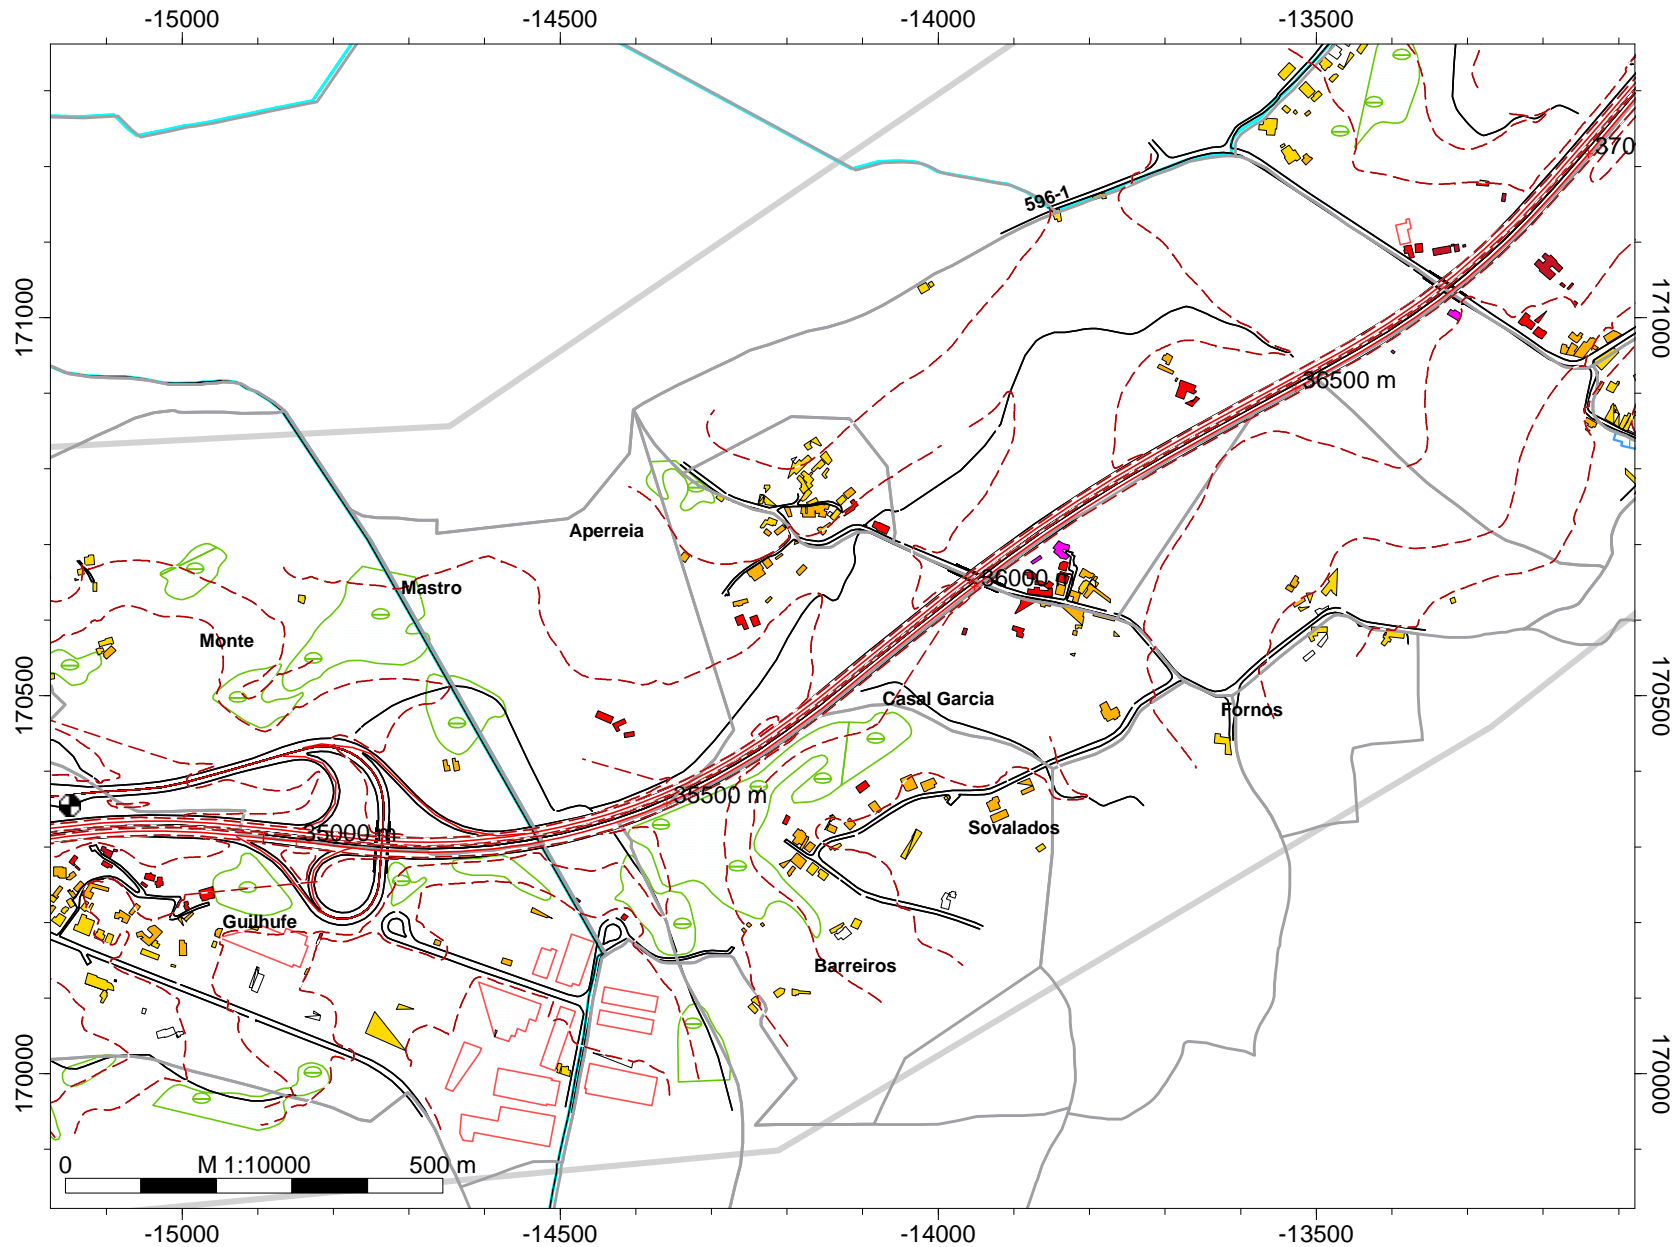 -15000 -14500 -14000 -13500
596-1
370
171000 171000
36500 m
Aperreia
36000 m
Mastro
Monte
Casal Garcia
170500 170500
Fornos
35500 m
35000 m
Sovalados
Guilhufe
Barreiros
170000 170000
0 M 1:10000 500 m
-15000 -14500 -14000 -13500